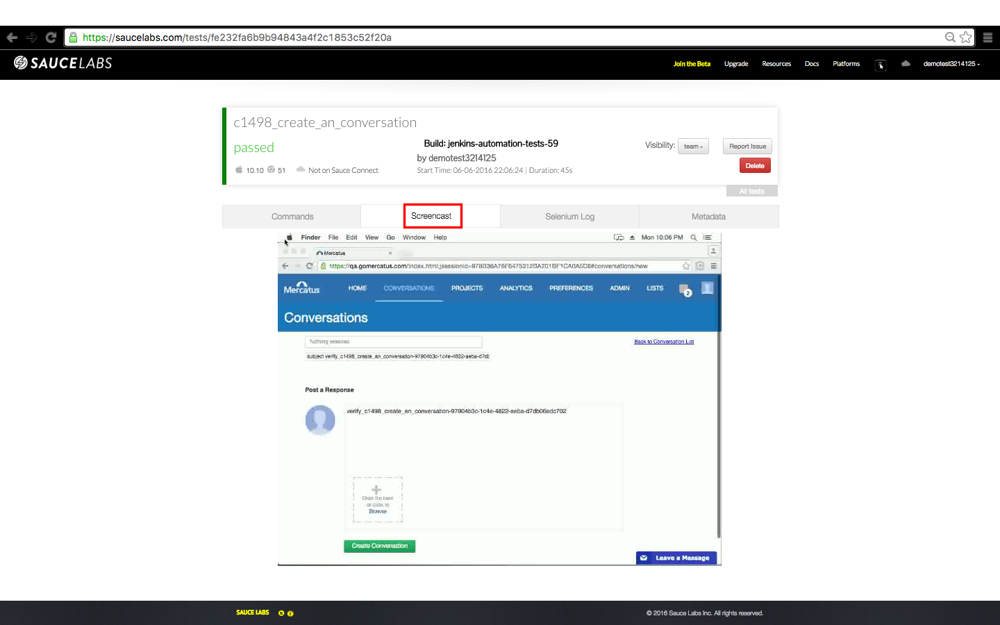 https://saucelabs.com/tests/fe232fa6b9b94843a4f2c1853c52f20a
SAUCELABS
Join the Beta Upgrade Resources Docs Platforms demotest3214125
c1498_create_an_conversation
passed
Build: jenkins-automation-tests-59
by demotest3214125
10.10 51 Not on Sauce Connect
Start Time: 06-06-2016 22:06:24 | Duration: 45s
Visibility: team Report Issue
Delete
All tests
Commands Screencast Selenium Log Metadata
Finder File Edit View Go Window Help Mon 10:06 PM
Mercatus
https://qa.gomercatus.com/index.html;jsessionid=978B36A76F6475312BA201BF1CA0A5D8#conversations/new
Mercatus HOME CONVERSATIONS PROJECTS ANALYTICS PREFERENCES ADMIN LISTS 2
Conversations
Nothing selected
Back to Conversation List
subject verify_c1498_create_an_conversation-97904b3c-1c4e-4822-aeba-d7db
Post a Response
verify_c1498_create_an_conversation-97904b3c-1c4e-4822-aeba-d7db06edc702
or click to
Browse
Create Conversation
Leave a Message
SAUCE LABS
© 2016 Sauce Labs Inc. All rights reserved.